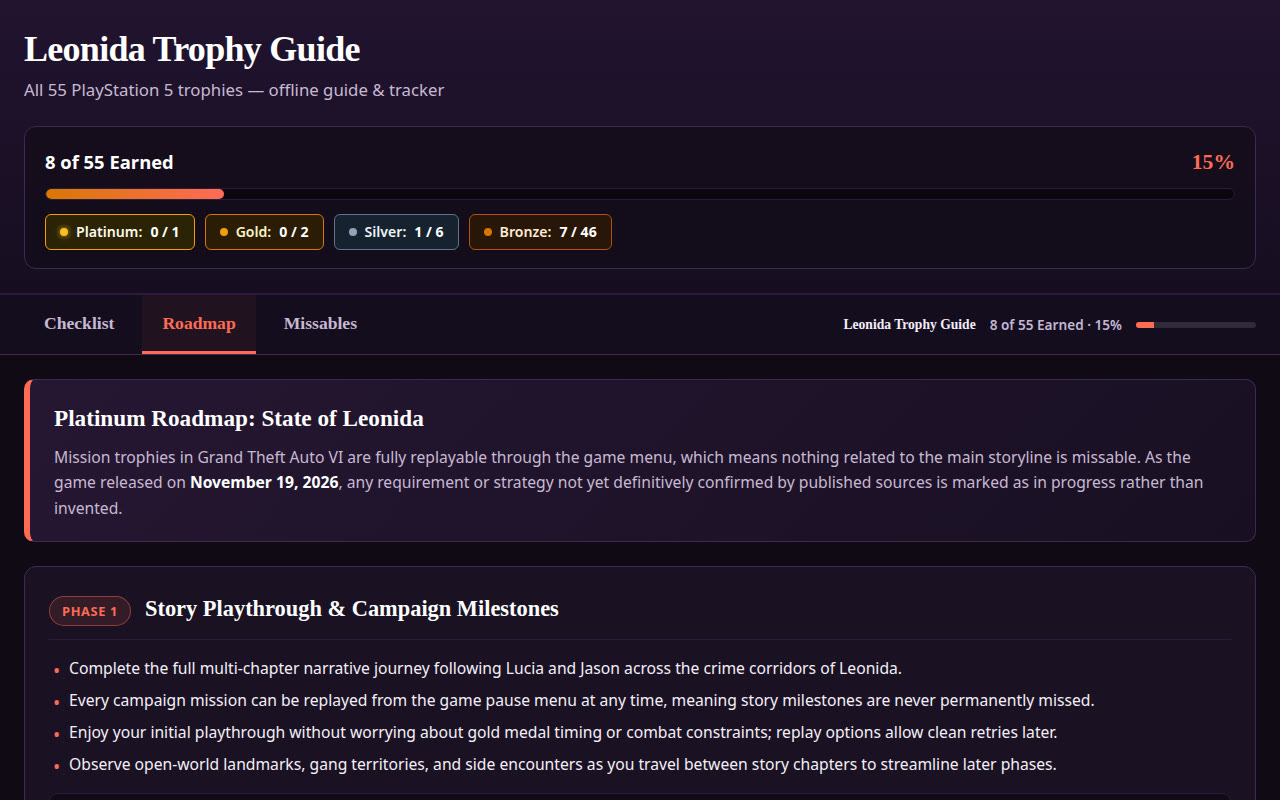 Leonida Trophy Guide
All 55 PlayStation 5 trophies — offline guide & tracker
8 of 55 Earned
15%
Platinum: 0 / 1
Gold: 0 / 2
Silver: 1 / 6
Bronze: 7 / 46
Checklist
Roadmap
Missables
Leonida Trophy Guide
8 of 55 Earned · 15%
Platinum Roadmap: State of Leonida
Mission trophies in Grand Theft Auto VI are fully replayable through the game menu, which means nothing related to the main storyline is missable. As the
game released on November 19, 2026, any requirement or strategy not yet definitively confirmed by published sources is marked as in progress rather than
invented.
PHASE 1
Story Playthrough & Campaign Milestones
• Complete the full multi-chapter narrative journey following Lucia and Jason across the crime corridors of Leonida.
• Every campaign mission can be replayed from the game pause menu at any time, meaning story milestones are never permanently missed.
• Enjoy your initial playthrough without worrying about gold medal timing or combat constraints; replay options allow clean retries later.
• Observe open-world landmarks, gang territories, and side encounters as you travel between story chapters to streamline later phases.